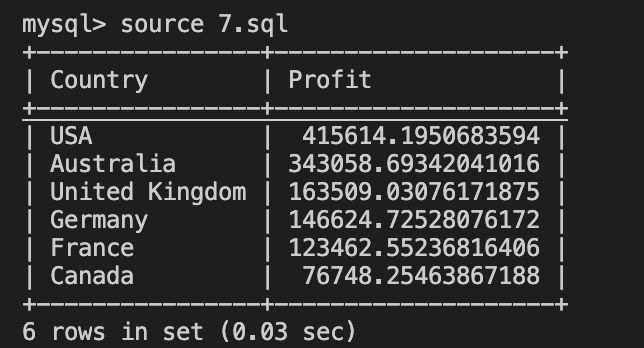 mysql> source 7.sql
+------------------+--------------------+
| Country          | Profit             |
+------------------+--------------------+
| USA              |  415614.1950683594 |
| Australia        | 343058.69342041016 |
| United Kingdom   | 163509.03076171875 |
| Germany          | 146624.72528076172 |
| France           | 123462.55236816406 |
| Canada           |  76748.25463867188 |
+------------------+--------------------+
6 rows in set (0.03 sec)